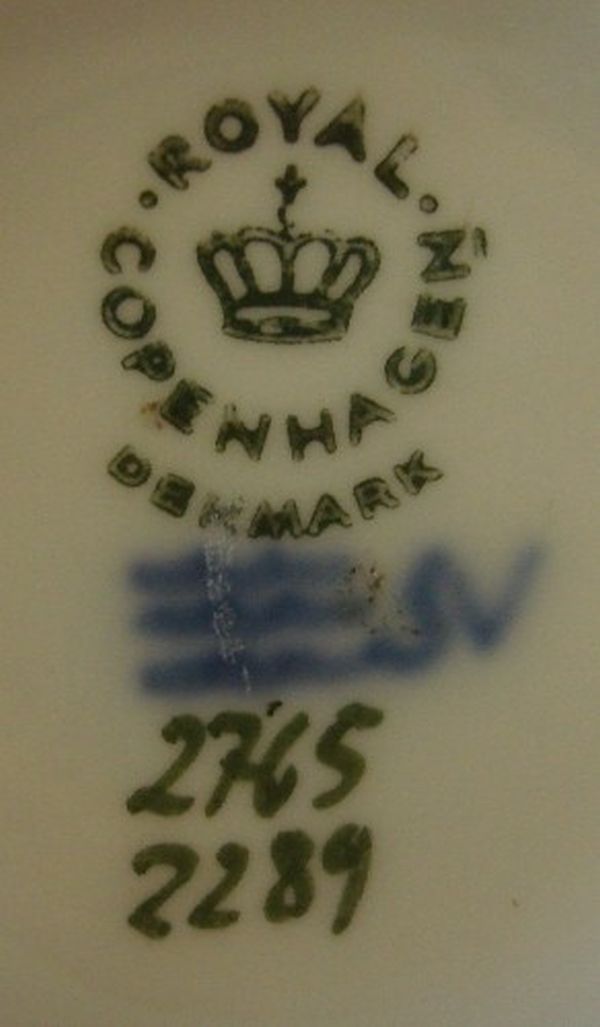 · ROYAL ·
COPENHAGEN
DENMARK
2765
2289